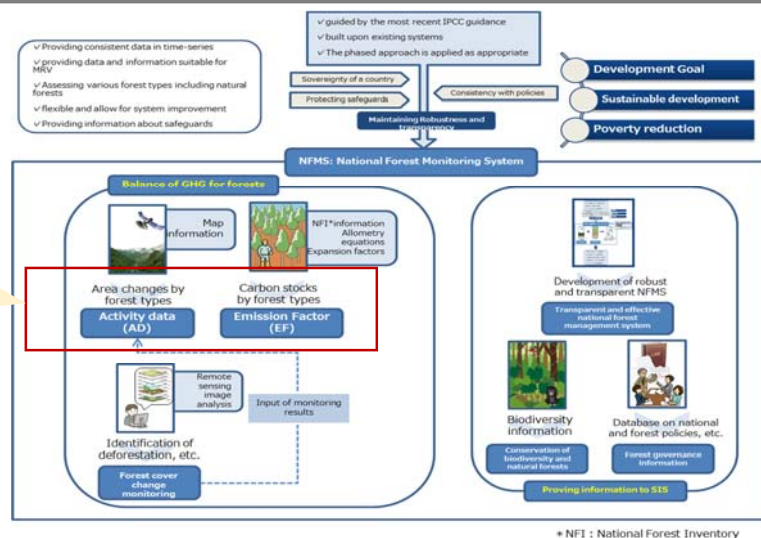 ✓guided by the most recent IPCC guidance
✓built upon existing systems
✓The phased approach is applied as appropriate
✓Providing consistent data in time-series
✓providing data and information suitable for
MRV
✓Assessing various forest types including natural
forests
✓flexible and allow for system improvement
✓Providing information about safeguards
Sovereignty of a country
Protecting safeguards
Consistency with policies
Maintaining Robustness and
transparency
Development Goal
Sustainable development
Poverty reduction
NFMS: National Forest Monitoring System
Balance of GHG for forests
Map
information
NFI*information
Allometry
equations
Expansion factors
Area changes by
forest types
Activity data
(AD)
Carbon stocks
by forest types
Emission Factor
(EF)
Remote
sensing
image
analysis
Input of monitoring
results
Identification of
deforestation, etc.
Forest cover
change
monitoring
Development of robust
and transparent NFMS
Transparent and effective
national forest
management system
Biodiversity
information
Conservation of
biodiversity and
natural forests
Database on national
and forest policies, etc.
Forest governance
information
Proving information to SIS
* NFI : National Forest Inventory